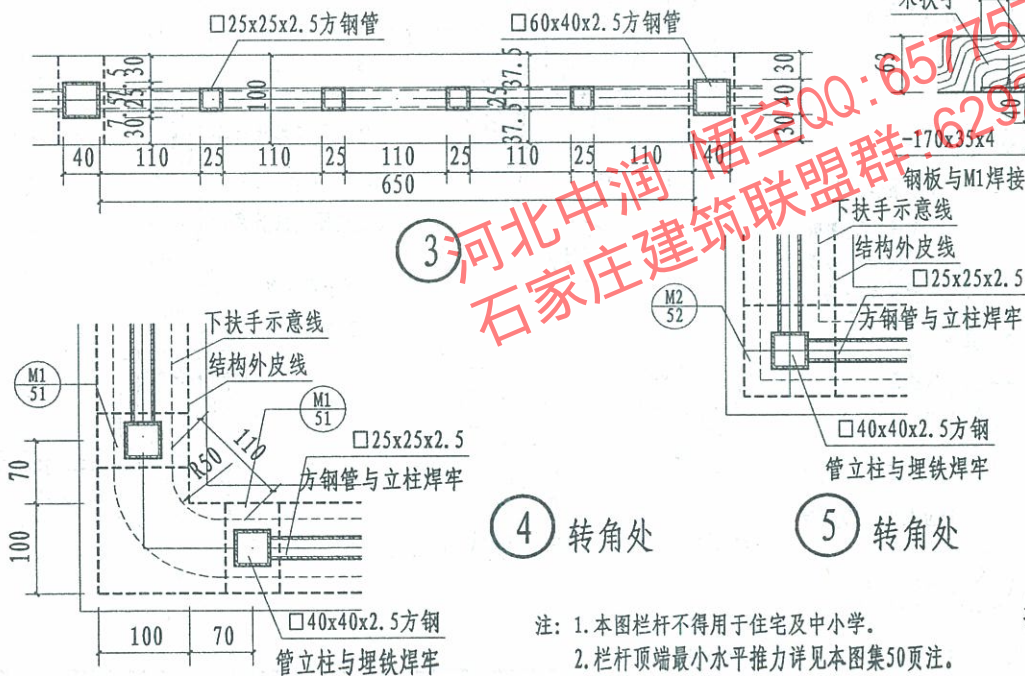 □25x25x2.5方钢管
□60x40x2.5方钢管
木扶手
63
40
30 25 7.5 37.5 30
100
37.5 25 37.5
30 40 30
40 110 25 110 25 110 25 110 25 110 40
650
3
-170x35x4
钢板与M1焊接
下扶手示意线
结构外皮线
□25x25x2.5
方钢管与立柱焊牢
M2
52
□40x40x2.5方钢
管立柱与埋铁焊牢
5 转角处
下扶手示意线
结构外皮线
M1
51
M1
51
110
R50
□25x25x2.5
方钢管与立柱焊牢
70
100
100 70
□40x40x2.5方钢
管立柱与埋铁焊牢
4 转角处
注: 1.本图栏杆不得用于住宅及中小学。
2.栏杆顶端最小水平推力详见本图集50页注。
河北中润 悟空QQ:65775
石家庄建筑联盟群:6292